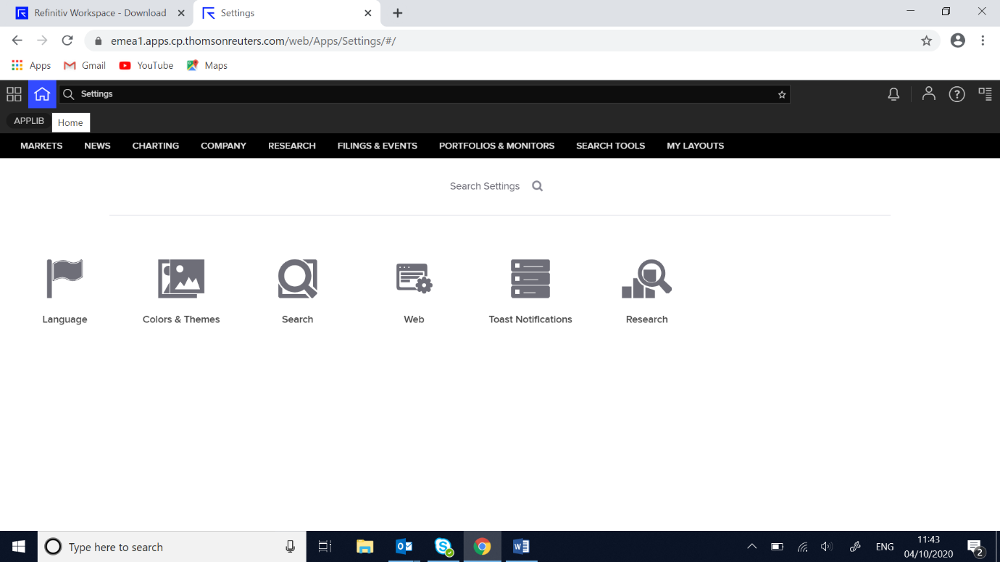 Refinitiv Workspace - Download
Settings
emea1.apps.cp.thomsonreuters.com/web/Apps/Settings/#/
Apps Gmail YouTube Maps
Settings
APPLIB Home
MARKETS NEWS CHARTING COMPANY RESEARCH FILINGS & EVENTS PORTFOLIOS & MONITORS SEARCH TOOLS MY LAYOUTS
Search Settings
Language Colors & Themes Search Web Toast Notifications Research
Type here to search
ENG
11:43
04/10/2020
2